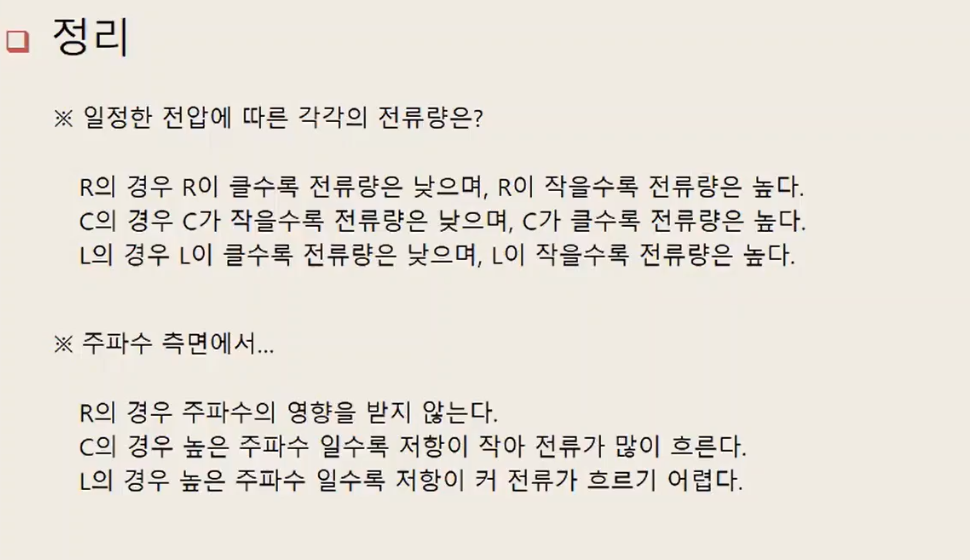 정리
※ 일정한 전압에 따른 각각의 전류량은?
R의 경우 R이 클수록 전류량은 낮으며, R이 작을수록 전류량은 높다.
C의 경우 C가 작을수록 전류량은 낮으며, C가 클수록 전류량은 높다.
L의 경우 L이 클수록 전류량은 낮으며, L이 작을수록 전류량은 높다.
※ 주파수 측면에서...
R의 경우 주파수의 영향을 받지 않는다.
C의 경우 높은 주파수 일수록 저항이 작아 전류가 많이 흐른다.
L의 경우 높은 주파수 일수록 저항이 커 전류가 흐르기 어렵다.